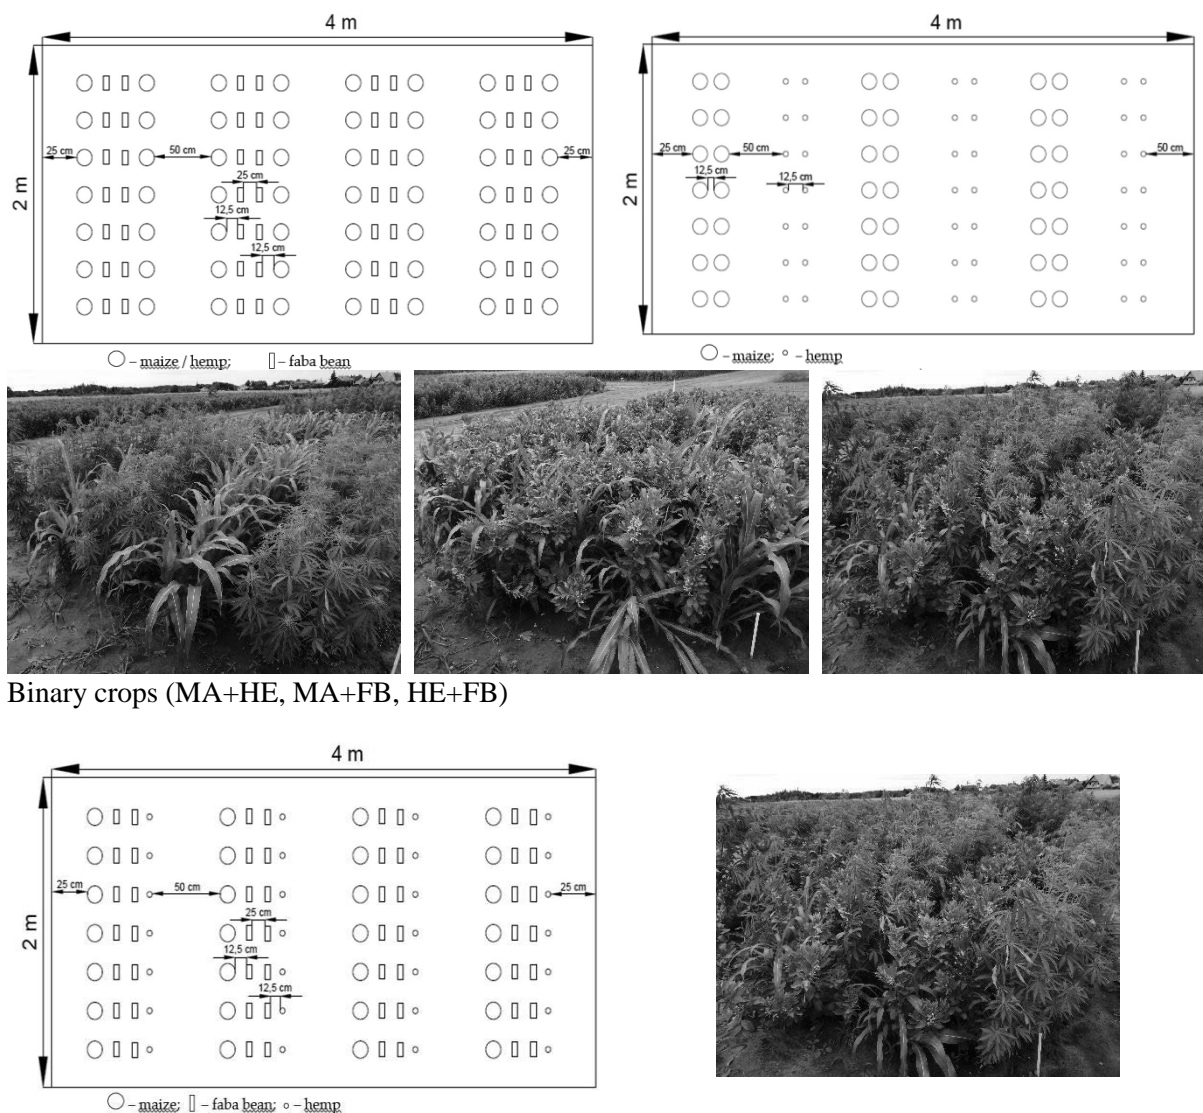 4 m
2 m
25 cm
50 cm
25 cm
25 cm
12,5 cm
12,5 cm
○ – maize / hemp; ▯ – faba bean
4 m
2 m
25 cm
50 cm
50 cm
12,5 cm
12,5 cm
○ – maize; ∘ – hemp
Binary crops (MA+HE, MA+FB, HE+FB)
4 m
2 m
25 cm
50 cm
25 cm
25 cm
12,5 cm
12,5 cm
○ – maize; ▯ – faba bean; ∘ – hemp